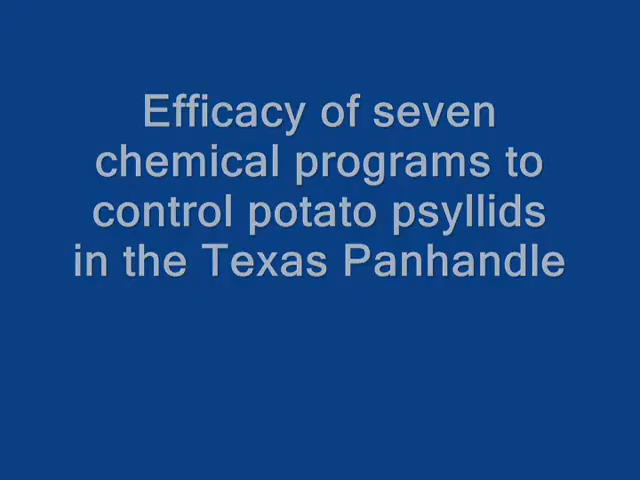 Efficacy of seven
chemical programs to
control potato psyllids
in the Texas Panhandle